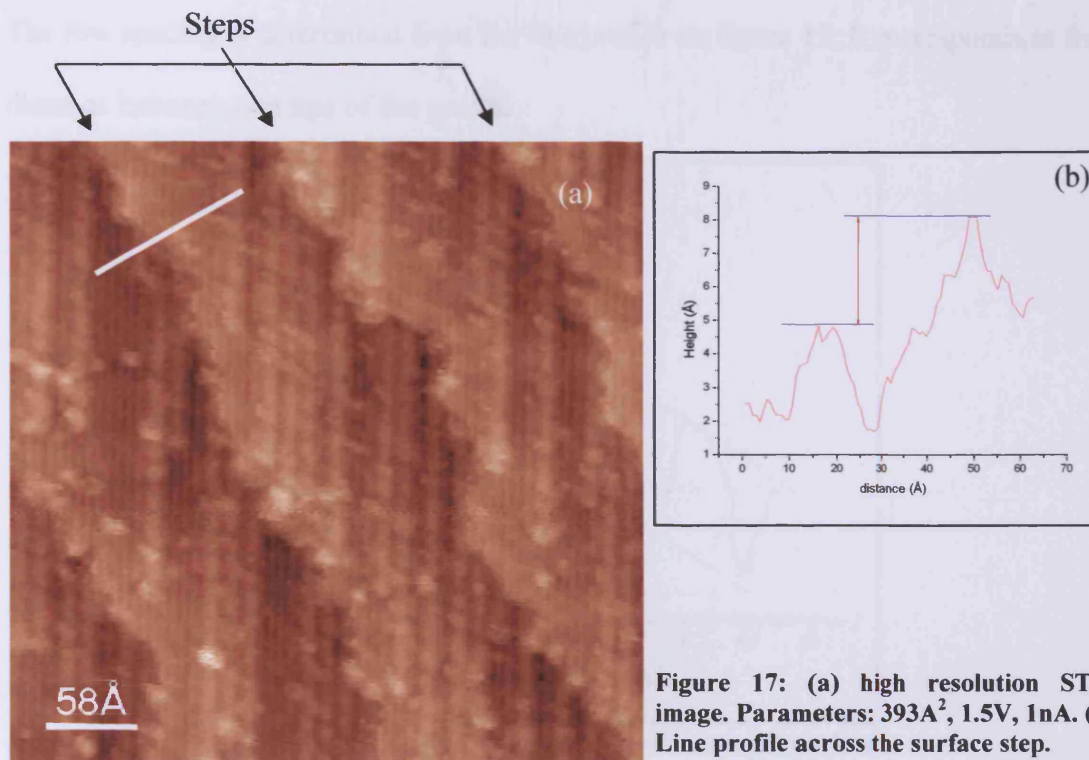 Steps
(a)
58Å
(b)
9
8
7
6
5
4
3
2
1
Height (Å)
0 10 20 30 40 50 60 70
distance (Å)
Figure 17: (a) high resolution ST
image. Parameters: 393A², 1.5V, 1nA. (
Line profile across the surface step.